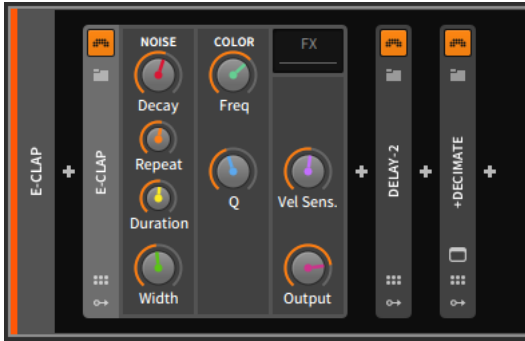 E-CLAP
E-CLAP
NOISE
Decay
Repeat
Duration
Width
COLOR
Freq
Q
FX
Vel Sens.
Output
DELAY-2
+DECIMATE